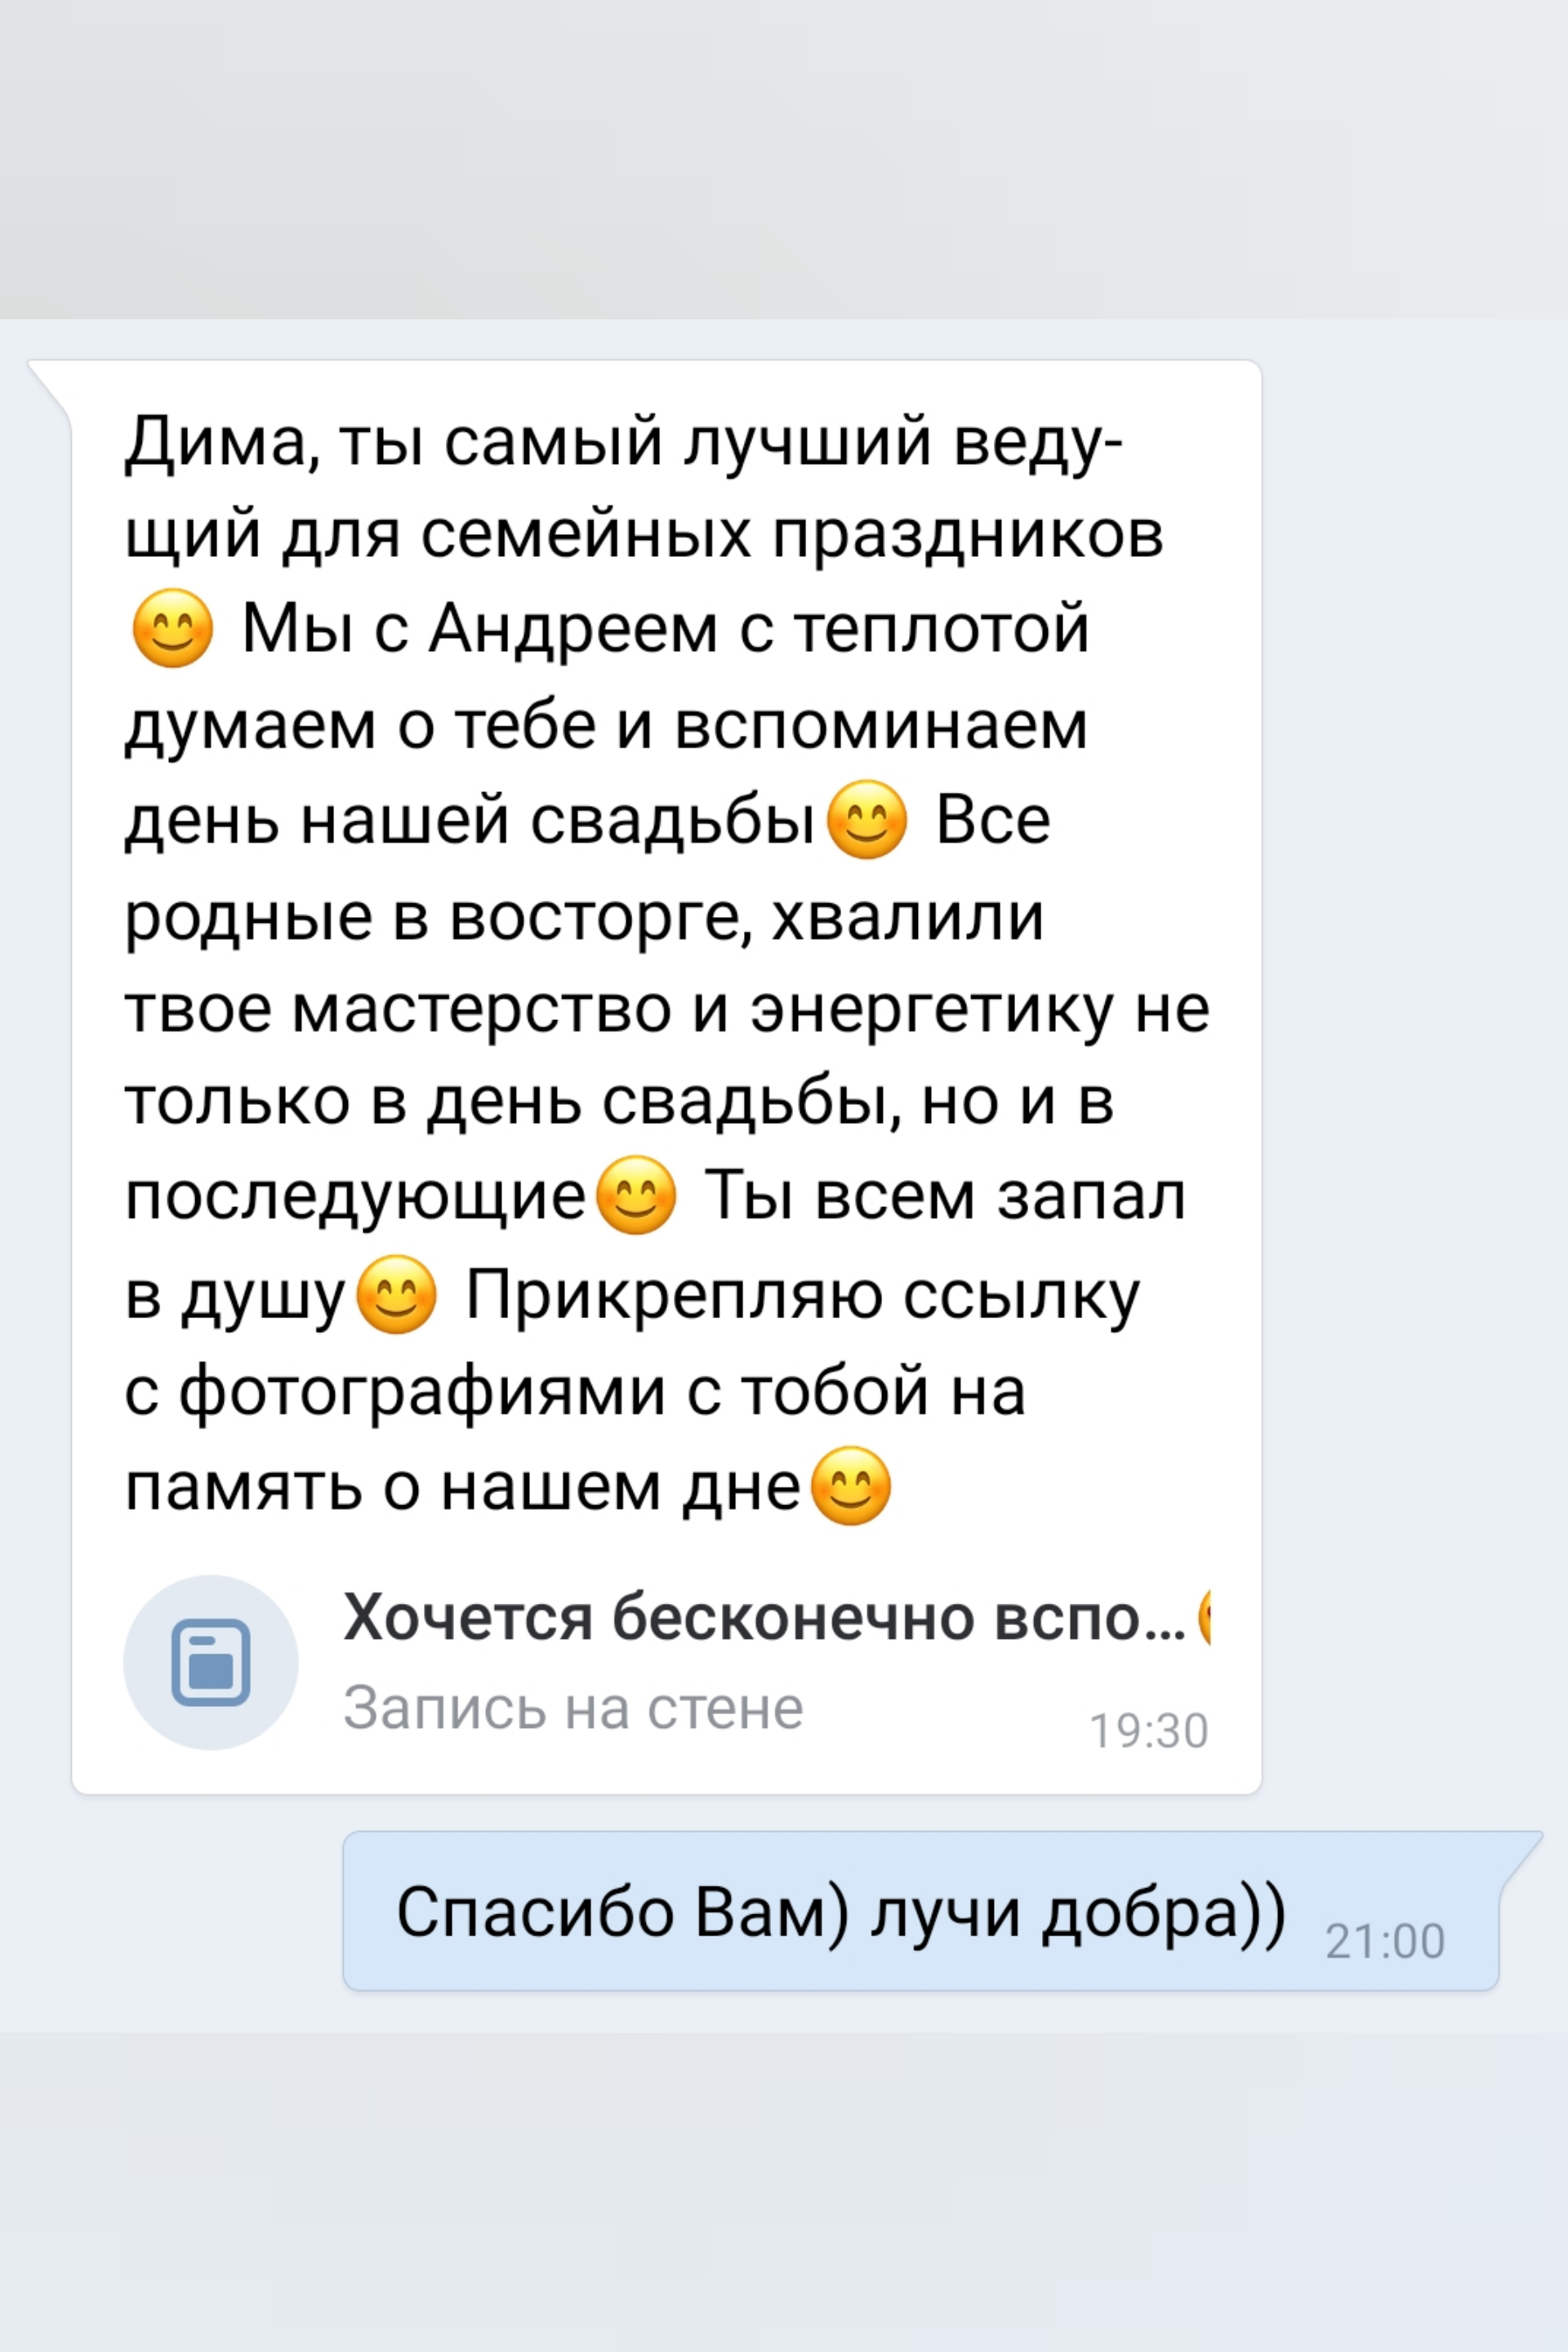 Дима, ты самый лучший веду-
щий для семейных праздников
😊 Мы с Андреем с теплотой
думаем о тебе и вспоминаем
день нашей свадьбы😊 Все
родные в восторге, хвалили
твое мастерство и энергетику не
только в день свадьбы, но и в
последующие😊 Ты всем запал
в душу😊 Прикрепляю ссылку
с фотографиями с тобой на
память о нашем дне😊
Хочется бесконечно вспо...
Запись на стене
19:30
Спасибо Вам) лучи добра))
21:00